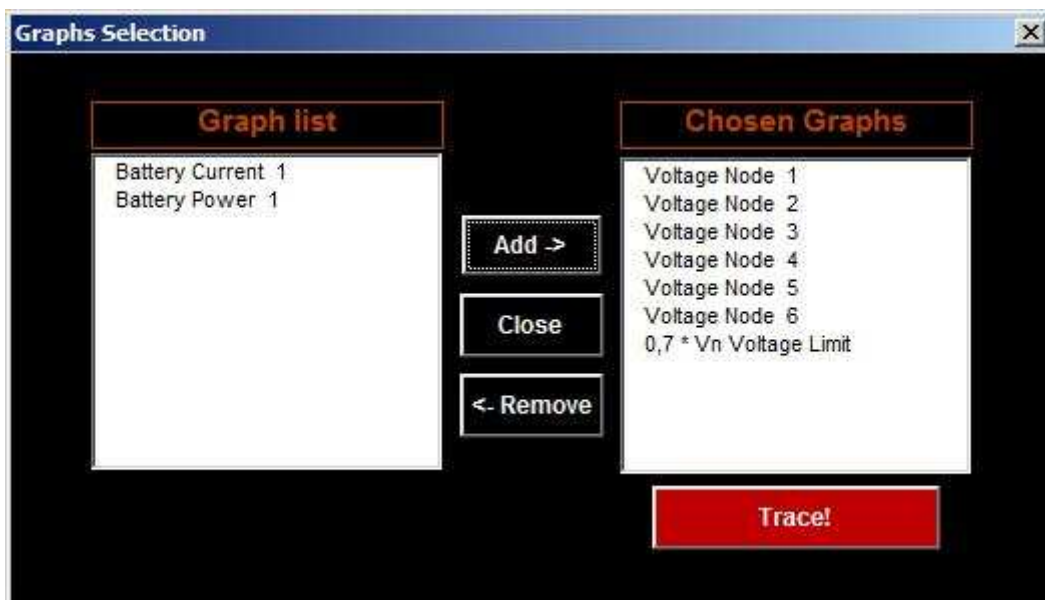 Graphs Selection
Graph list
Battery Current 1
Battery Power 1
Add ->
Close
<- Remove
Chosen Graphs
Voltage Node 1
Voltage Node 2
Voltage Node 3
Voltage Node 4
Voltage Node 5
Voltage Node 6
0,7 * Vn Voltage Limit
Trace!